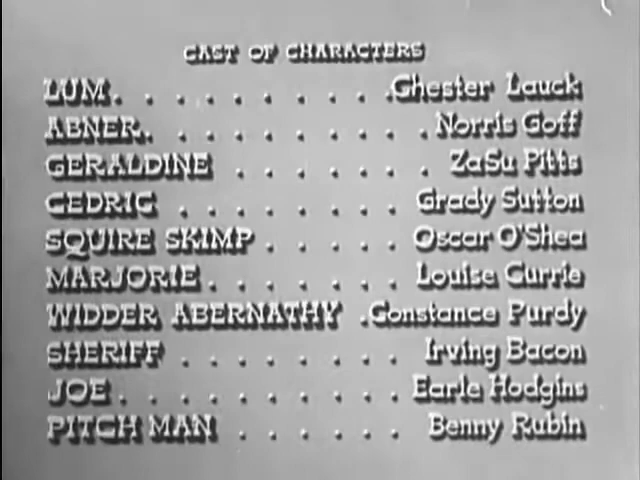 CAST OF CHARACTERS
LUM. . . . . . . . . . .Chester Lauck
ABNER. . . . . . . . . . .Norris Goff
GERALDINE . . . . . . . ZaSu Pitts
CEDRIC . . . . . . . . Grady Sutton
SQUIRE SKIMP . . . . . Oscar O'Shea
MARJORIE. . . . . . . Louise Currie
WIDDER ABERNATHY .Constance Purdy
SHERIFF . . . . . . . . Irving Bacon
JOE . . . . . . . . . . . Earle Hodgins
PITCH MAN . . . . . . Benny Rubin